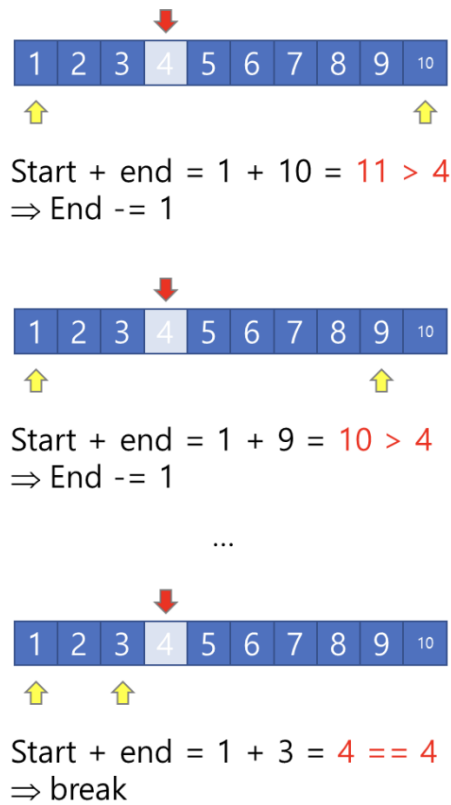 1 2 3 4 5 6 7 8 9 10
Start + end = 1 + 10 = 11 > 4
⇒ End -= 1
1 2 3 4 5 6 7 8 9 10
Start + end = 1 + 9 = 10 > 4
⇒ End -= 1
...
1 2 3 4 5 6 7 8 9 10
Start + end = 1 + 3 = 4 == 4
⇒ break